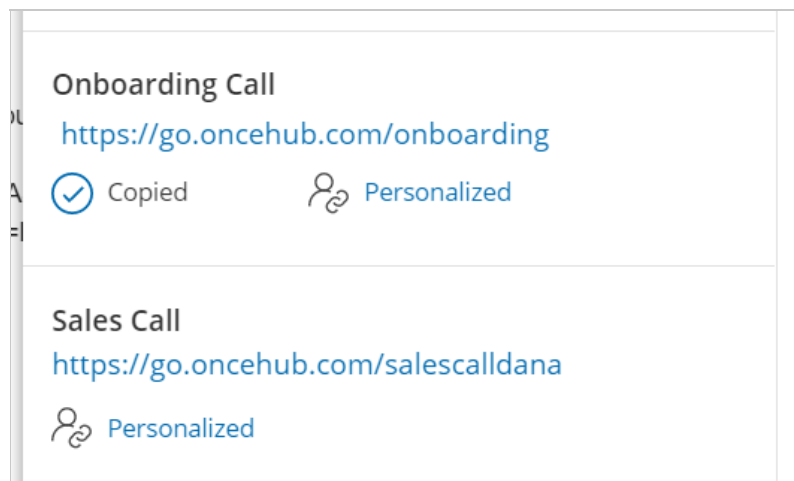 Onboarding Call
https://go.oncehub.com/onboarding
Copied Personalized
Sales Call
https://go.oncehub.com/salescalldana
Personalized